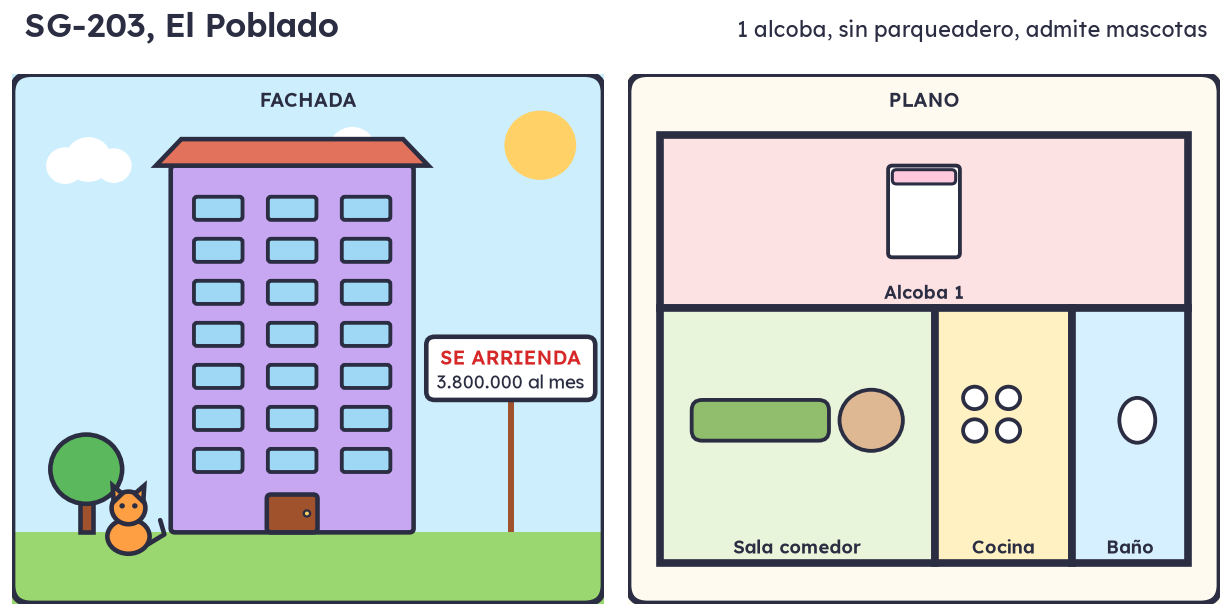 SG-203, El Poblado
1 alcoba, sin parqueadero, admite mascotas
FACHADA
SE ARRIENDA
3.800.000 al mes
PLANO
Alcoba 1
Sala comedor
Cocina
Baño